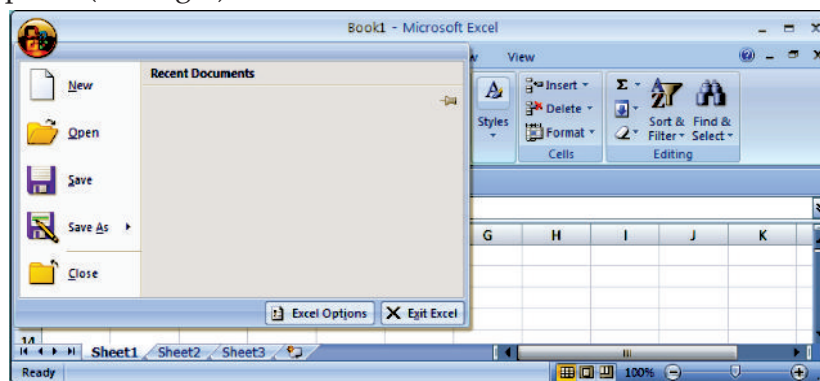 Book1 - Microsoft Excel
View
New
Recent Documents
Open
Save
Save As
Close
Excel Options
Exit Excel
Styles
Insert
Delete
Format
Cells
Σ
Sort & Filter
Find & Select
Editing
G H I J K
14
Sheet1 Sheet2 Sheet3
Ready
100%